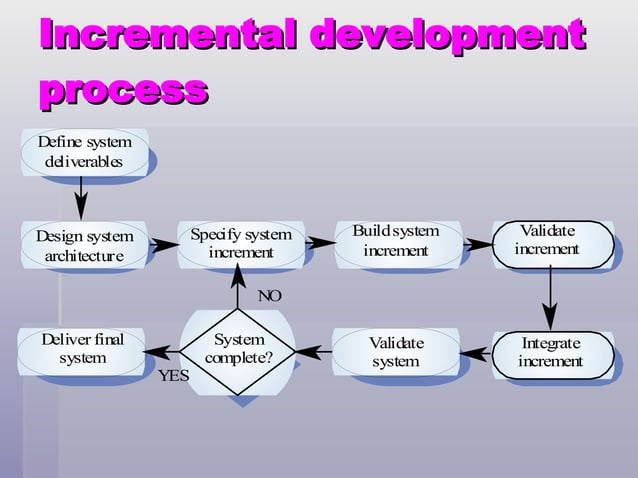 Incremental development
process
Define system
deliverables
Design system
architecture
Specify system
increment
Build system
increment
Validate
increment
NO
Deliver final
system
YES
System
complete?
Validate
system
Integrate
increment